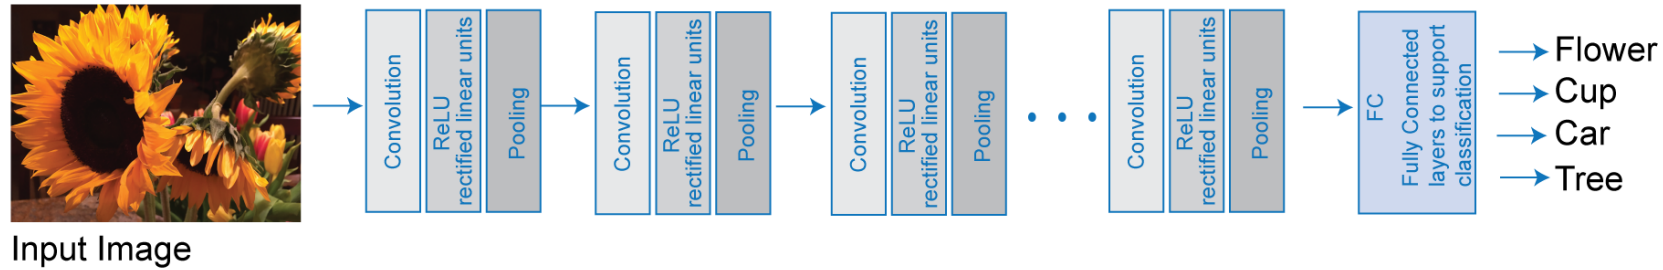 Convolution
ReLU
rectified linear units
Pooling
Convolution
ReLU
rectified linear units
Pooling
Convolution
ReLU
rectified linear units
Pooling
Convolution
ReLU
rectified linear units
Pooling
FC
Fully Connected
layers to support
classification
Flower
Cup
Car
Tree
Input Image